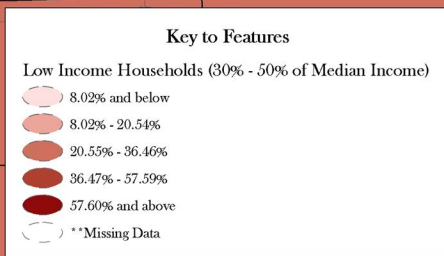 Key to Features
Low Income Households (30% - 50% of Median Income)
8.02% and below
8.02% - 20.54%
20.55% - 36.46%
36.47% - 57.59%
57.60% and above
**Missing Data